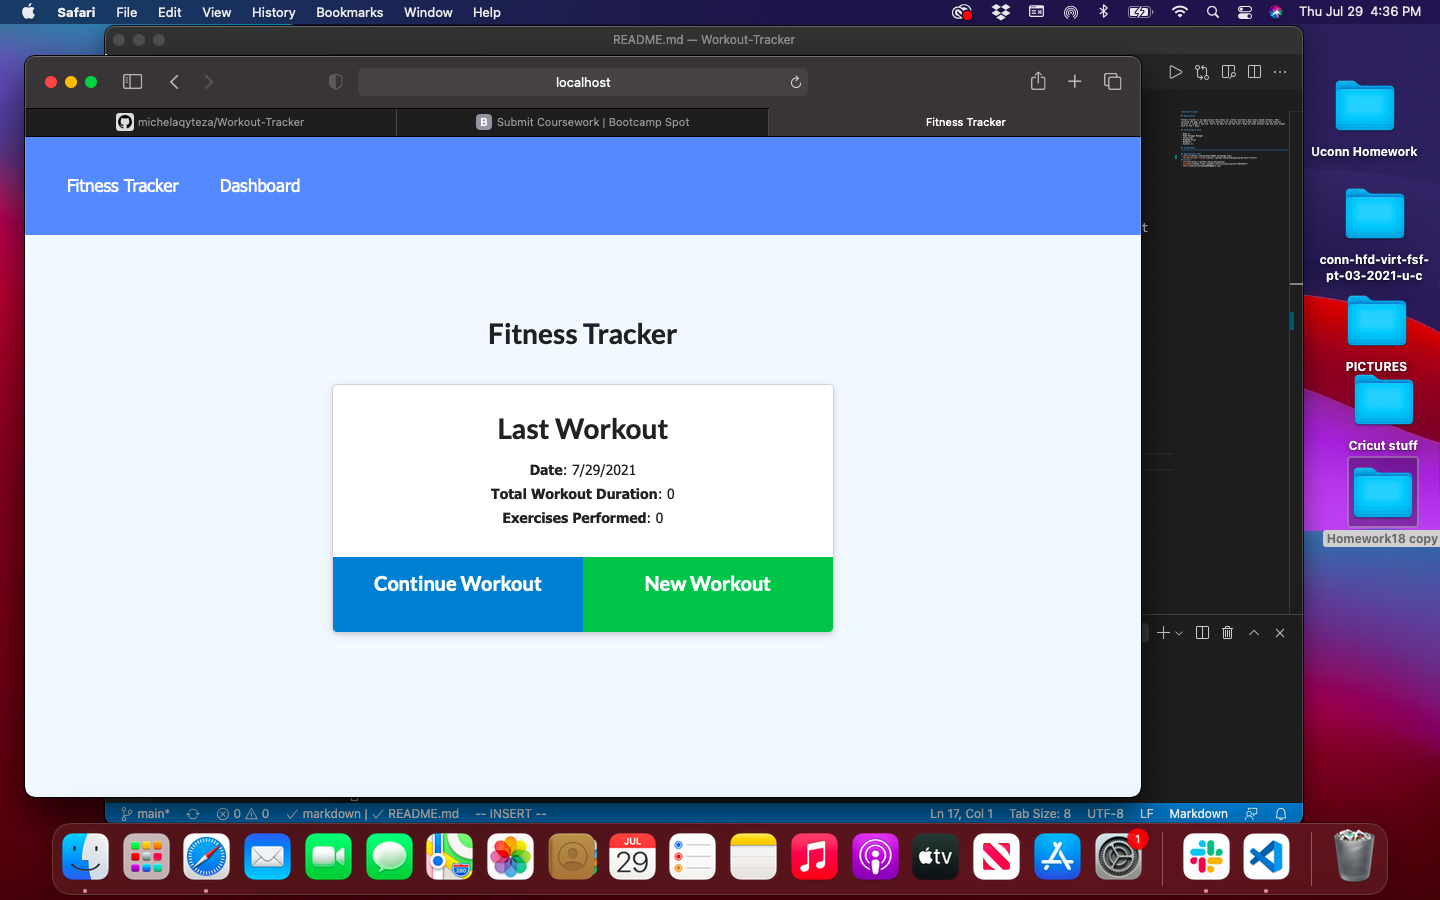 Safari File Edit View History Bookmarks Window Help Thu Jul 29 4:36 PM
README.md — Workout-Tracker
localhost
michelaqyteza/Workout-Tracker
B Submit Coursework | Bootcamp Spot
Fitness Tracker
Fitness Tracker Dashboard
Fitness Tracker
Last Workout
Date: 7/29/2021
Total Workout Duration: 0
Exercises Performed: 0
Continue Workout New Workout
t
Uconn Homework
conn-hfd-virt-fsf-
pt-03-2021-u-c
PICTURES
Cricut stuff
Homework18 copy
main* 0 0 markdown | README.md -- INSERT -- Ln 17, Col 1 Tab Size: 8 UTF-8 LF Markdown
JUL
29
280
tv
1